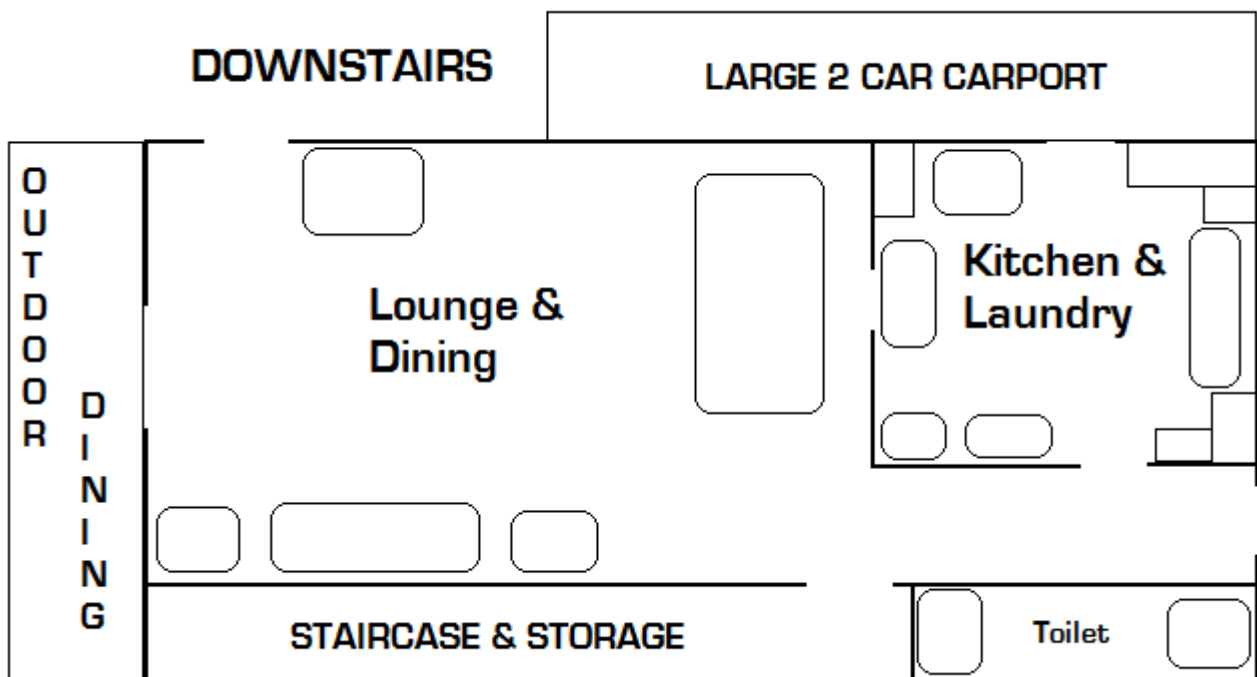 DOWNSTAIRS
LARGE 2 CAR CARPORT
OUTDOOR
DINING
Lounge &
Dining
Kitchen &
Laundry
STAIRCASE & STORAGE
Toilet